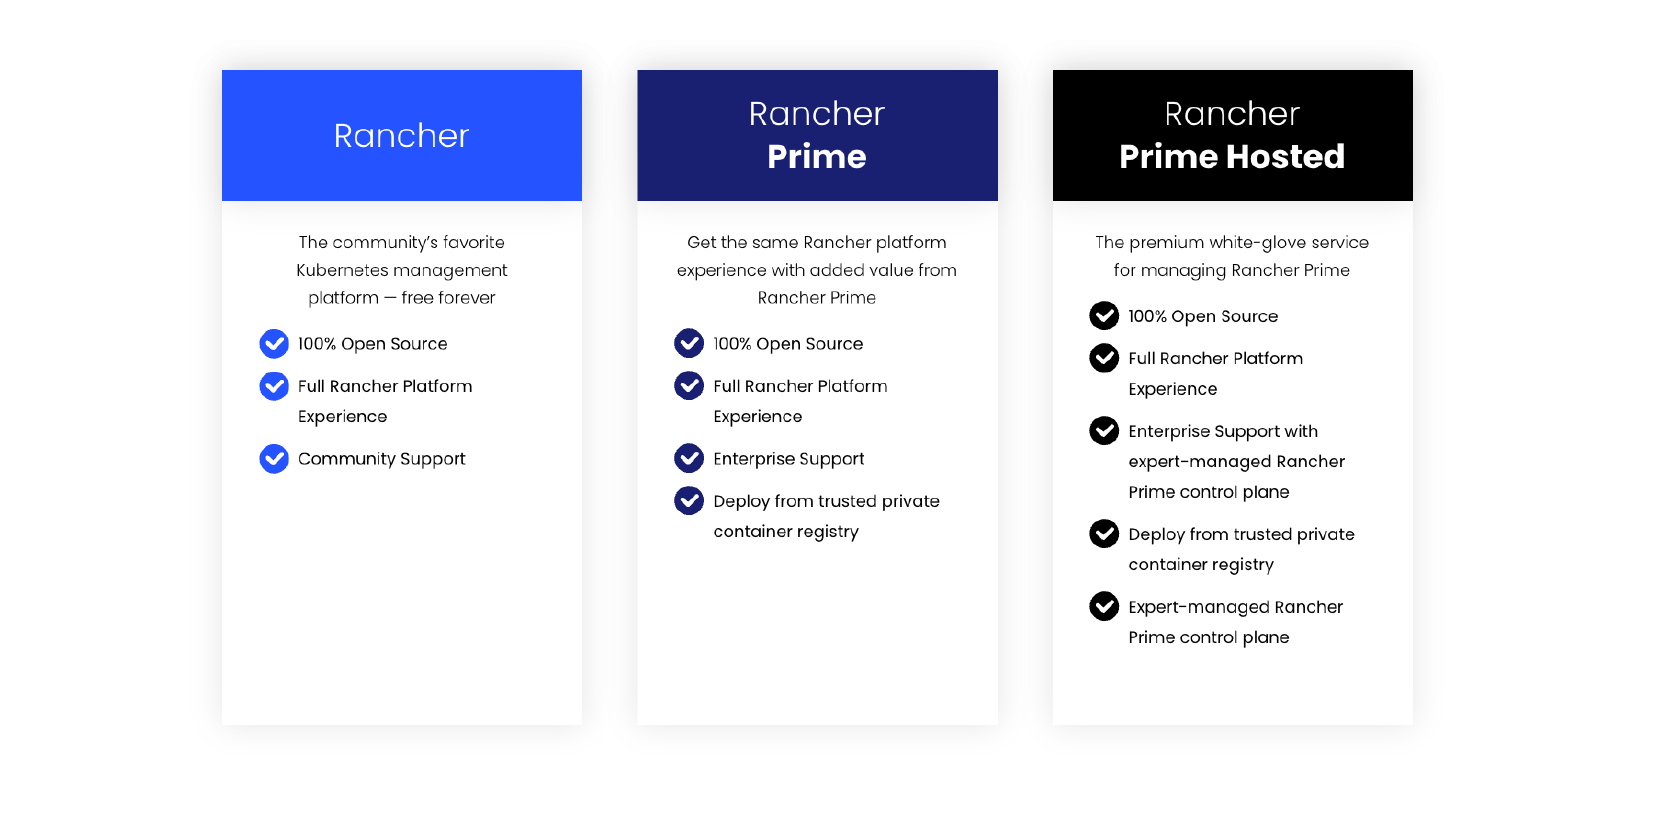 Rancher
The community's favorite
Kubernetes management
platform — free forever
100% Open Source
Full Rancher Platform
Experience
Community Support
Rancher
Prime
Get the same Rancher platform
experience with added value from
Rancher Prime
100% Open Source
Full Rancher Platform
Experience
Enterprise Support
Deploy from trusted private
container registry
Rancher
Prime Hosted
The premium white-glove service
for managing Rancher Prime
100% Open Source
Full Rancher Platform
Experience
Enterprise Support with
expert-managed Rancher
Prime control plane
Deploy from trusted private
container registry
Expert-managed Rancher
Prime control plane